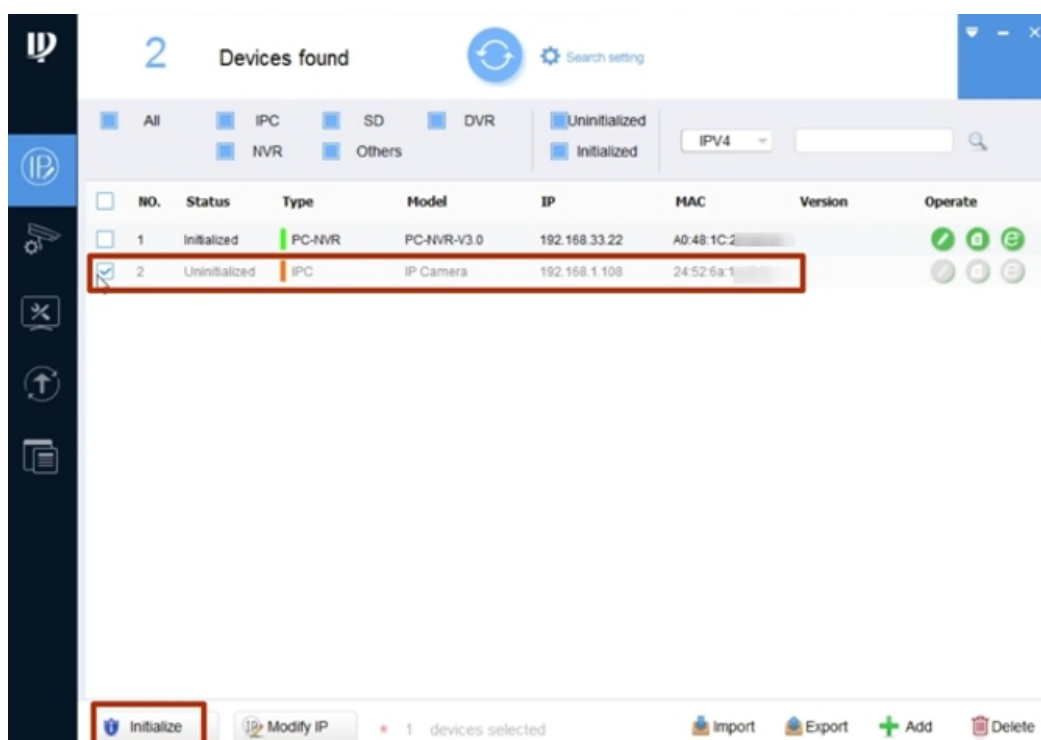 2 Devices found Search setting
All IPC SD DVR Uninitialized
NVR Others Initialized
IPV4
NO. Status Type Model IP MAC Version Operate
1 Initialized PC-NVR PC-NVR-V3.0 192.168.33.22 A0:48:1C:2
2 Uninitialized IPC IP Camera 192.168.1.108 24:52:6a:1
Initialize Modify IP * 1 devices selected Import Export Add Delete